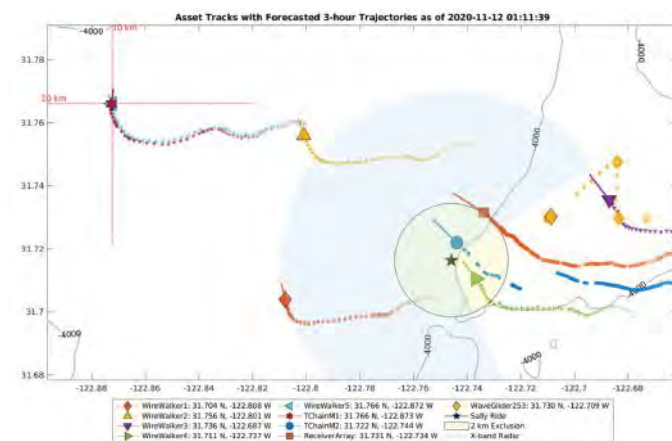 Asset Tracks with Forecasted 3-hour Trajectories as of 2020-11-12 01:11:39
-4000
10 km
-4000
31.78
10 km
31.76
-4000
31.74
31.72
31.7
-4000
-4000
-4000
-4000
31.68
-122.88
-122.86
-122.84
-122.82
-122.8
-122.78
-122.76
-122.74
-122.72
-122.7
-122.68
-122.66
WireWalker1: 31.704 N, -122.808 W
WireWalker2: 31.756 N, -122.801 W
WireWalker3: 31.736 N, -122.687 W
WireWalker4: 31.711 N, -122.737 W
WireWalker5: 31.766 N, -122.872 W
TChainM1: 31.766 N, -122.873 W
TChainM2: 31.722 N, -122.744 W
ReceiverArray: 31.731 N, -122.734 W
WaveGlider253: 31.730 N, -122.709 W
Sally Ride
2 km Exclusion
X-band Radar